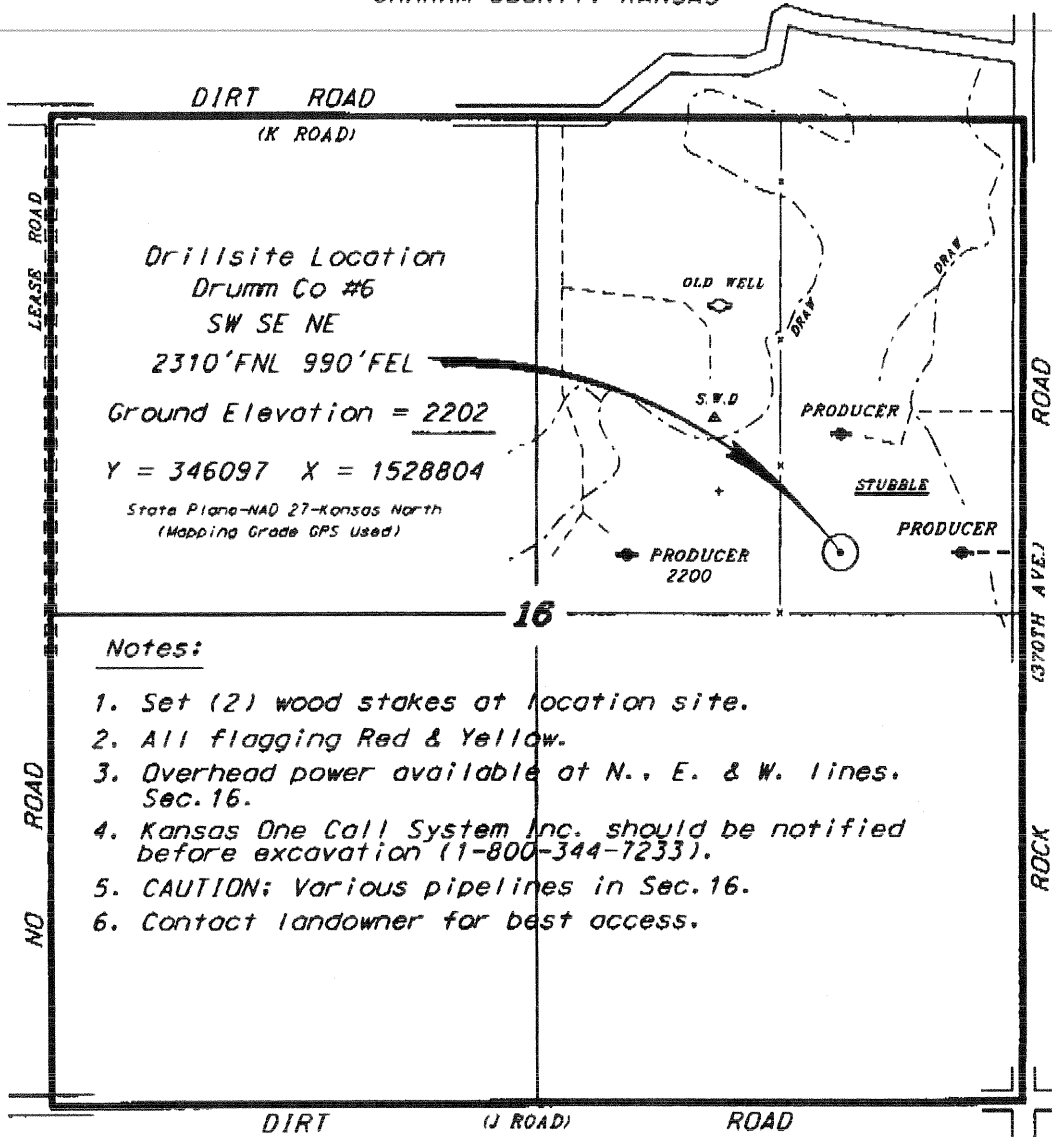 DIRT ROAD
(K ROAD)
LEASE ROAD
Drillsite Location
Drumm Co #6
SW SE NE
2310'FNL 990'FEL
Ground Elevation = 2202
Y = 346097 X = 1528804
State Plane-NAD 27-Kansas North
(Mapping Grade GPS used)
OLD WELL
DRAW
DRAW
S.W.D
PRODUCER
STUBBLE
PRODUCER
PRODUCER
2200
ROAD
(370TH AVE.)
ROCK
16
Notes:
1. Set (2) wood stakes at location site.
2. All flagging Red & Yellow.
3. Overhead power available at N., E. & W. lines.
Sec. 16.
4. Kansas One Call System Inc. should be notified
before excavation (1-800-344-7233).
5. CAUTION: Various pipelines in Sec. 16.
6. Contact landowner for best access.
NO ROAD
DIRT (J ROAD) ROAD